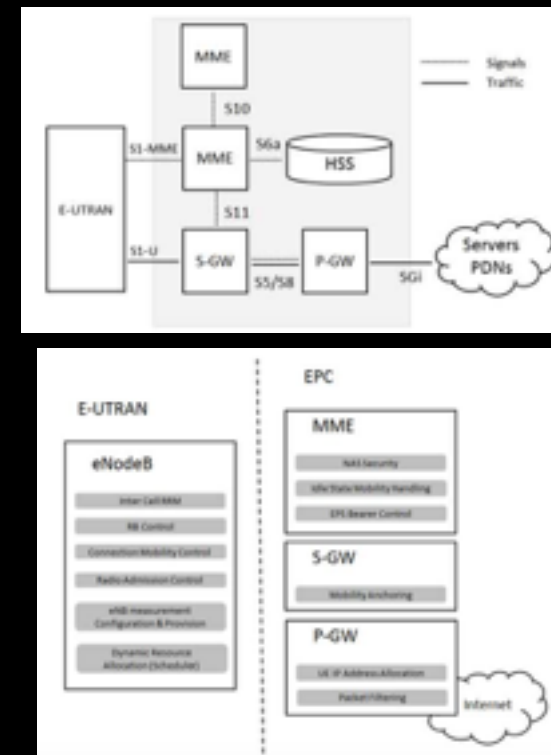 MME
Signals
Traffic
S10
S1-MME
MME
S6a
HSS
E-UTRAN
S11
S1-U
S-GW
P-GW
Servers
PDNs
S5/S8
SGi
EPC
E-UTRAN
MME
eNodeB
NAS Security
Inter Cell RRM
Idle State Mobility Handling
RB Control
EPS Bearer Control
Connection Mobility Control
S-GW
Radio Admission Control
Mobility Anchoring
eNB measurement
Configuration & Provision
P-GW
Dynamic Resource
Allocation (Scheduler)
UE IP Address Allocation
Packet Filtering
Internet